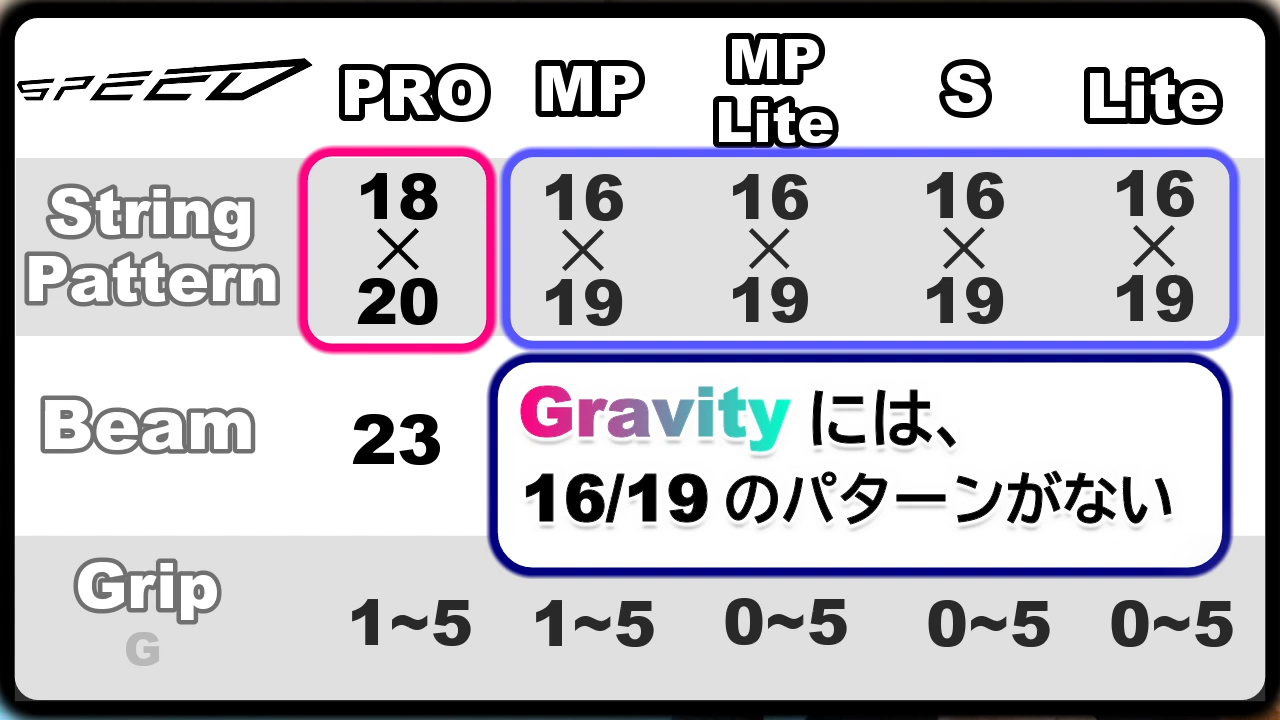 SPEED PRO MP MP Lite S Lite
String Pattern 18×20 16×19 16×19 16×19 16×19
Beam 23
Gravity には、
16/19 のパターンがない
Grip G 1~5 1~5 0~5 0~5 0~5